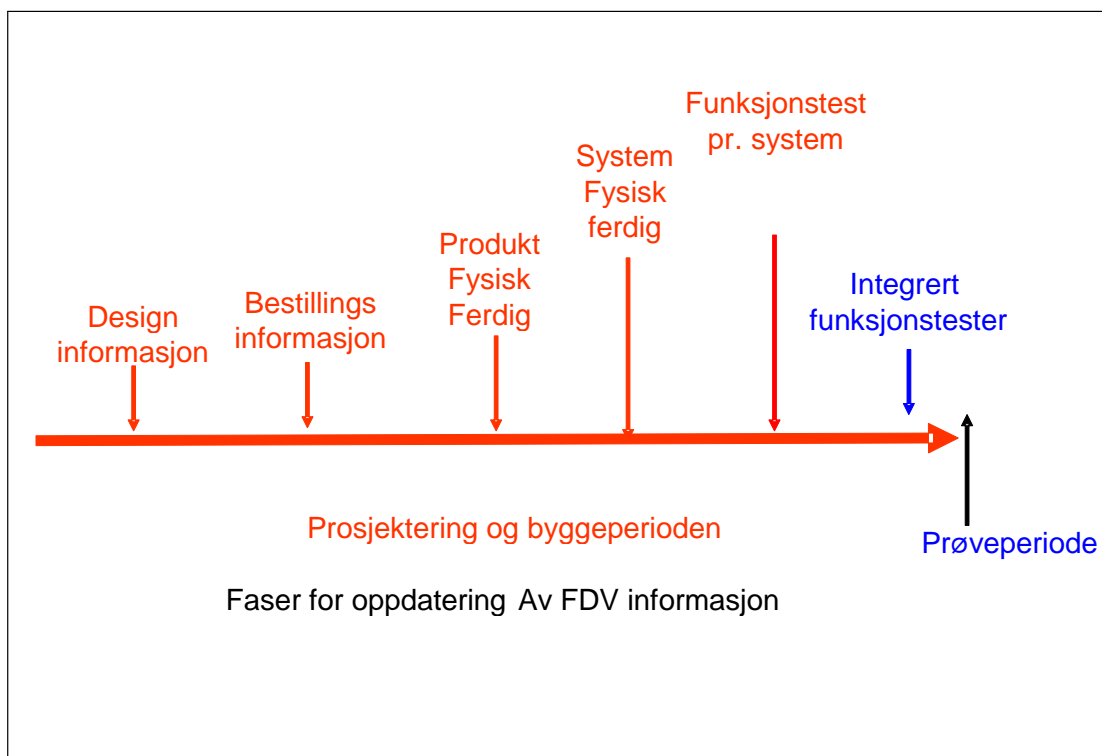 Funksjonstest
pr. system
System
Fysisk
ferdig
Produkt
Fysisk
Ferdig
Bestillings
informasjon
Design
informasjon
Integrert
funksjonstester
Prosjektering og byggeperioden
Prøveperiode
Faser for oppdatering Av FDV informasjon